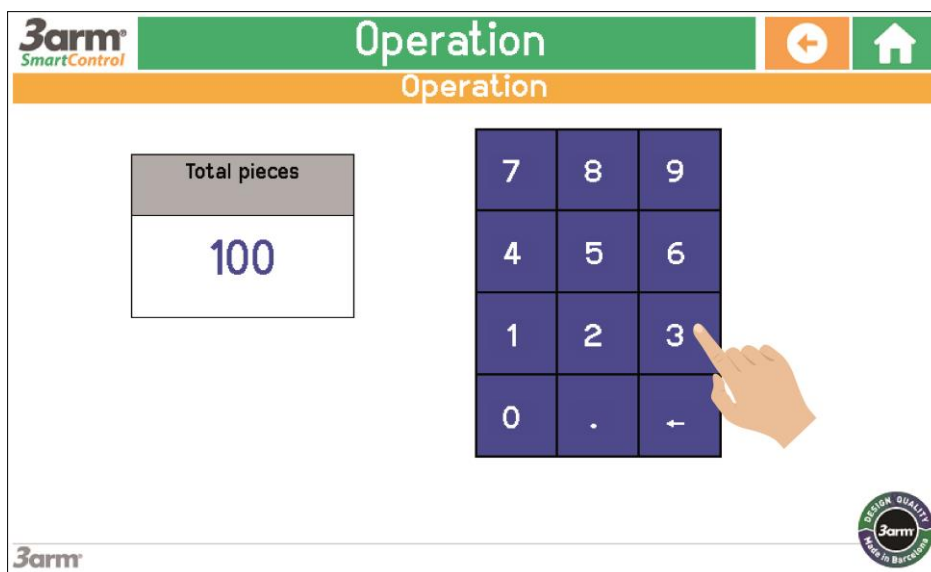 3arm®
SmartControl
Operation
Operation
Total pieces
100
7 8 9
4 5 6
1 2 3
0 . ←
3arm®
DESIGN QUALITY
3arm®
Made in Barcelona